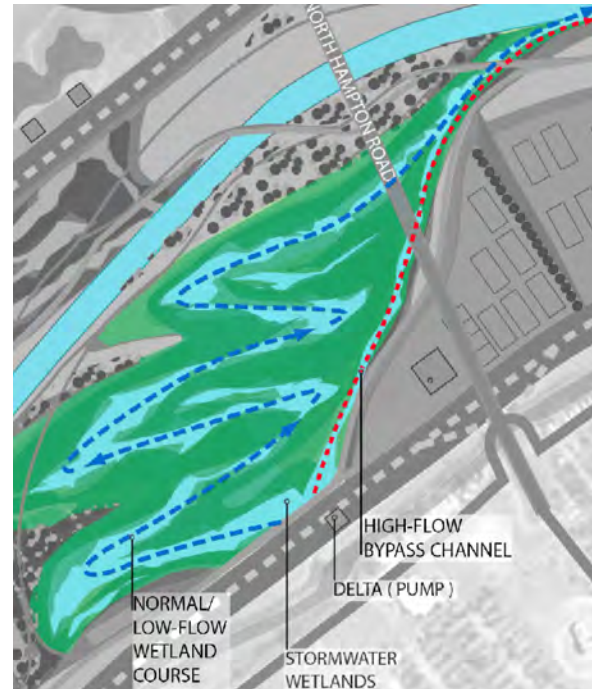 NORTH HAMPTON ROAD
HIGH-FLOW
BYPASS CHANNEL
DELTA ( PUMP )
NORMAL/
LOW-FLOW
WETLAND
COURSE
STORMWATER
WETLANDS